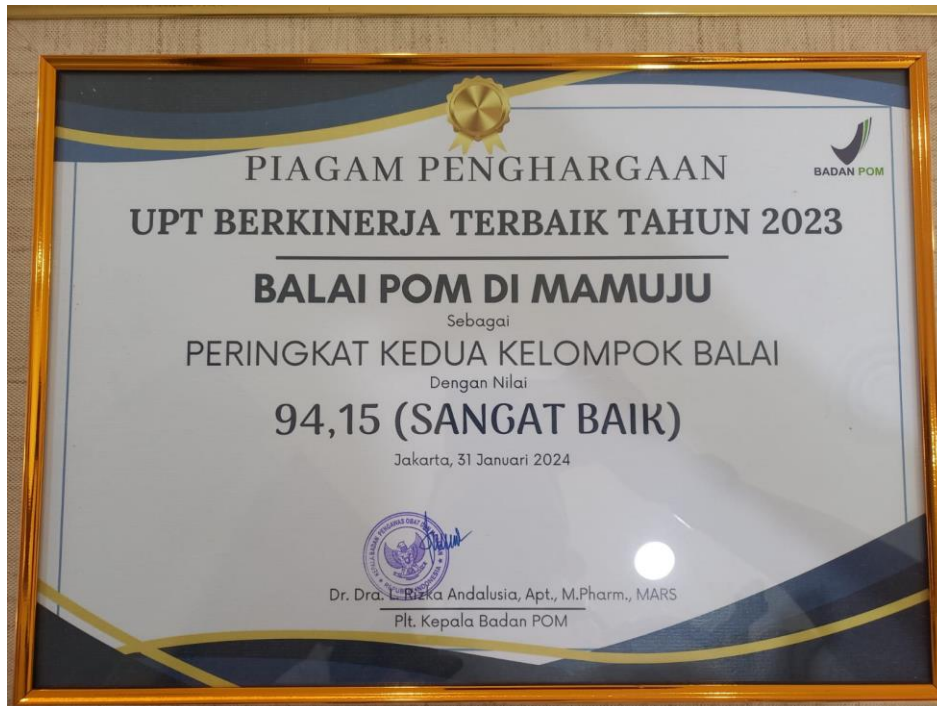 PIAGAM PENGHARGAAN
BADAN POM
UPT BERKINERJA TERBAIK TAHUN 2023
BALAI POM DI MAMUJU
Sebagai
PERINGKAT KEDUA KELOMPOK BALAI
Dengan Nilai
94,15 (SANGAT BAIK)
Jakarta, 31 Januari 2024
Dr. Dra. L. Rizka Andalusia, Apt., M.Pharm., MARS
Plt. Kepala Badan POM